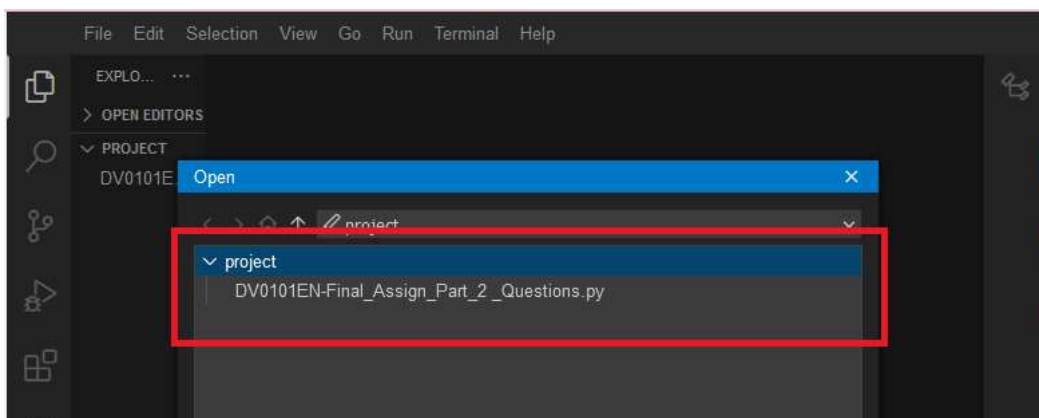 File Edit Selection View Go Run Terminal Help
EXPLO... ···
OPEN EDITORS
PROJECT
DV0101E
Open
project
project
DV0101EN-Final_Assign_Part_2 _Questions.py